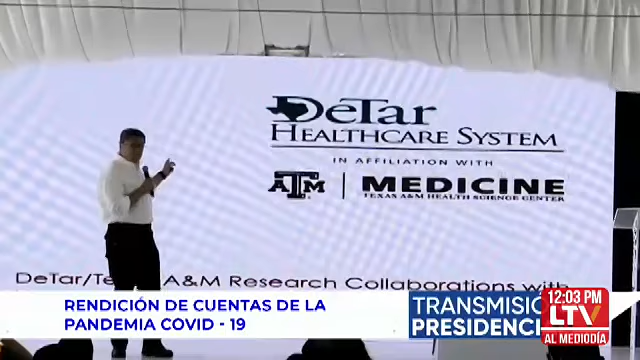 DeTar
HEALTHCARE SYSTEM
IN AFFILIATION WITH
A
T
M MEDICINE
TEXAS A&M HEALTH SCIENCE CENTER
DeTar/Te A&M Research Collaborations with
RENDICIÓN DE CUENTAS DE LA
PANDEMIA COVID - 19
TRANSMISIÓ
PRESIDENCI
12:03 PM
LTV
AL MEDIODÍA